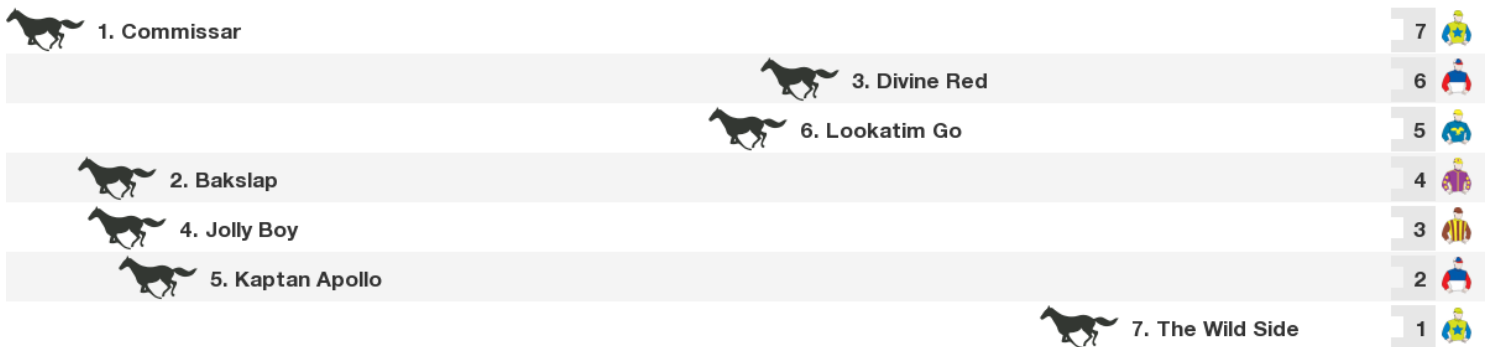 1. Commissar 7
3. Divine Red 6
6. Lookatim Go 5
2. Bakslap 4
4. Jolly Boy 3
5. Kaptan Apollo 2
7. The Wild Side 1